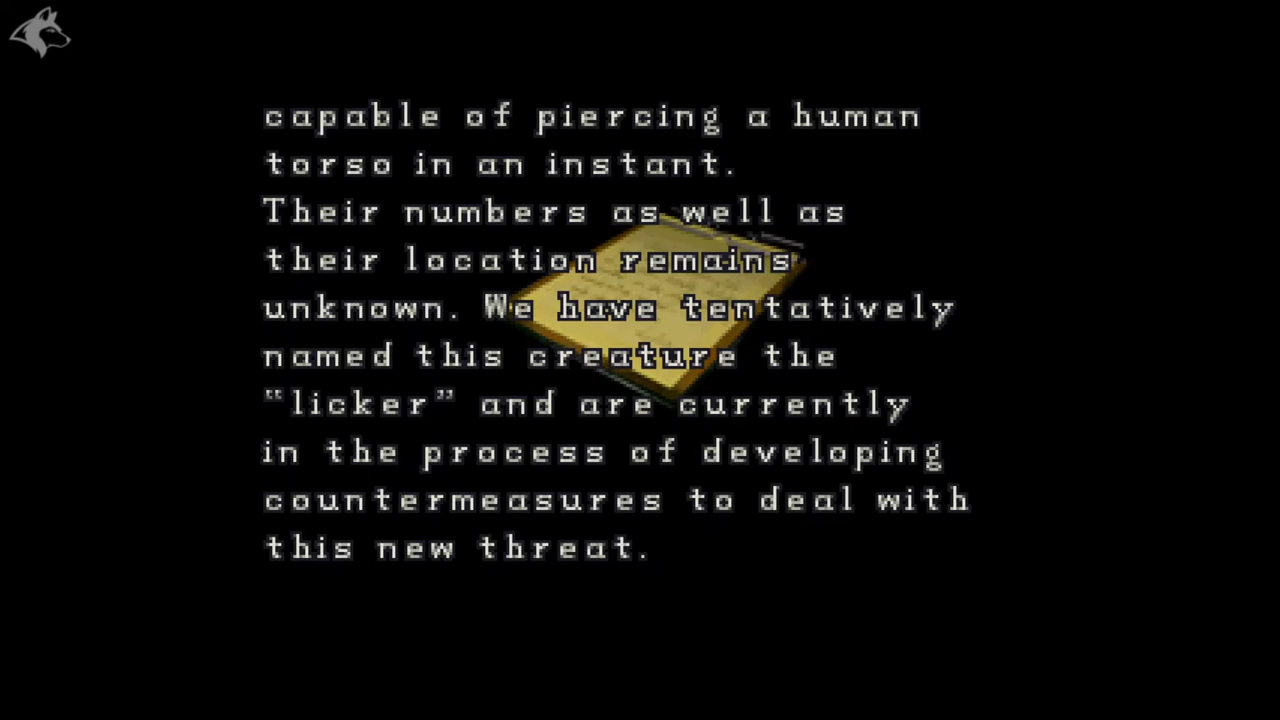 capable of piercing a human
torso in an instant.
Their numbers as well as
their location remains
unknown. We have tentatively
named this creature the
"licker" and are currently
in the process of developing
countermeasures to deal with
this new threat.